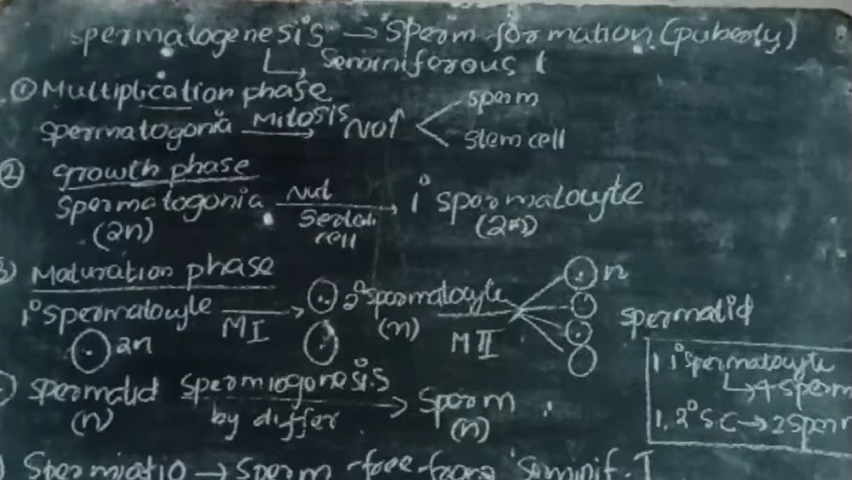 Spermatogenesis → Sperm formation (puberty)
↳ Seminiferous t
① Multiplication phase
spermatogonia Mitosis → No↑ < sperm
stem cell
② growth phase
Spermatogonia Nut → 1° spermatocyte
(2n) Sertoli cell (2n)
3) Maturation phase
1° spermatocyte → 2° spermatocyte n
2n MI (n) MII spermatid
1 1° spermatocyte
↳ 4 sperm
) spermatid spermiogenesis → sperm
(n) by differ (n)
1, 2° SC → 2 sperm
) Spermiatio → sperm free from Seminif. T